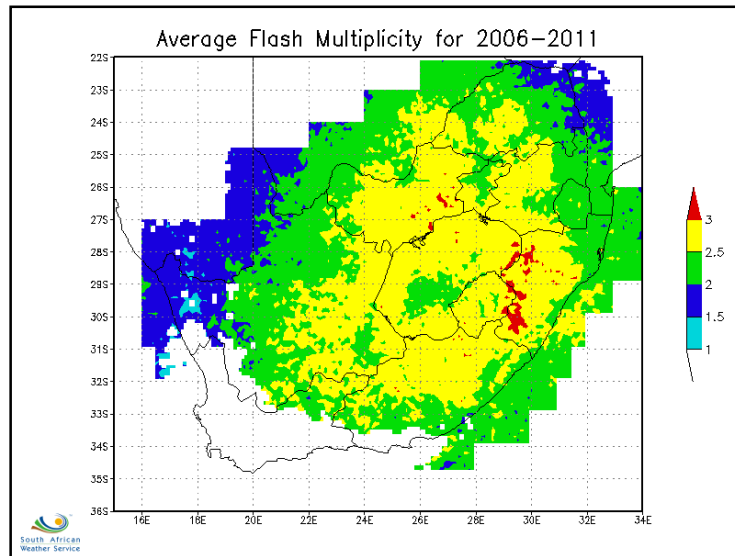 Average Flash Multiplicity for 2006−2011
22S
23S
24S
25S
26S
27S
28S
29S
30S
31S
32S
33S
34S
35S
36S
16E 18E 20E 22E 24E 26E 28E 30E 32E 34E
3
2.5
2
1.5
1
South African
Weather Service